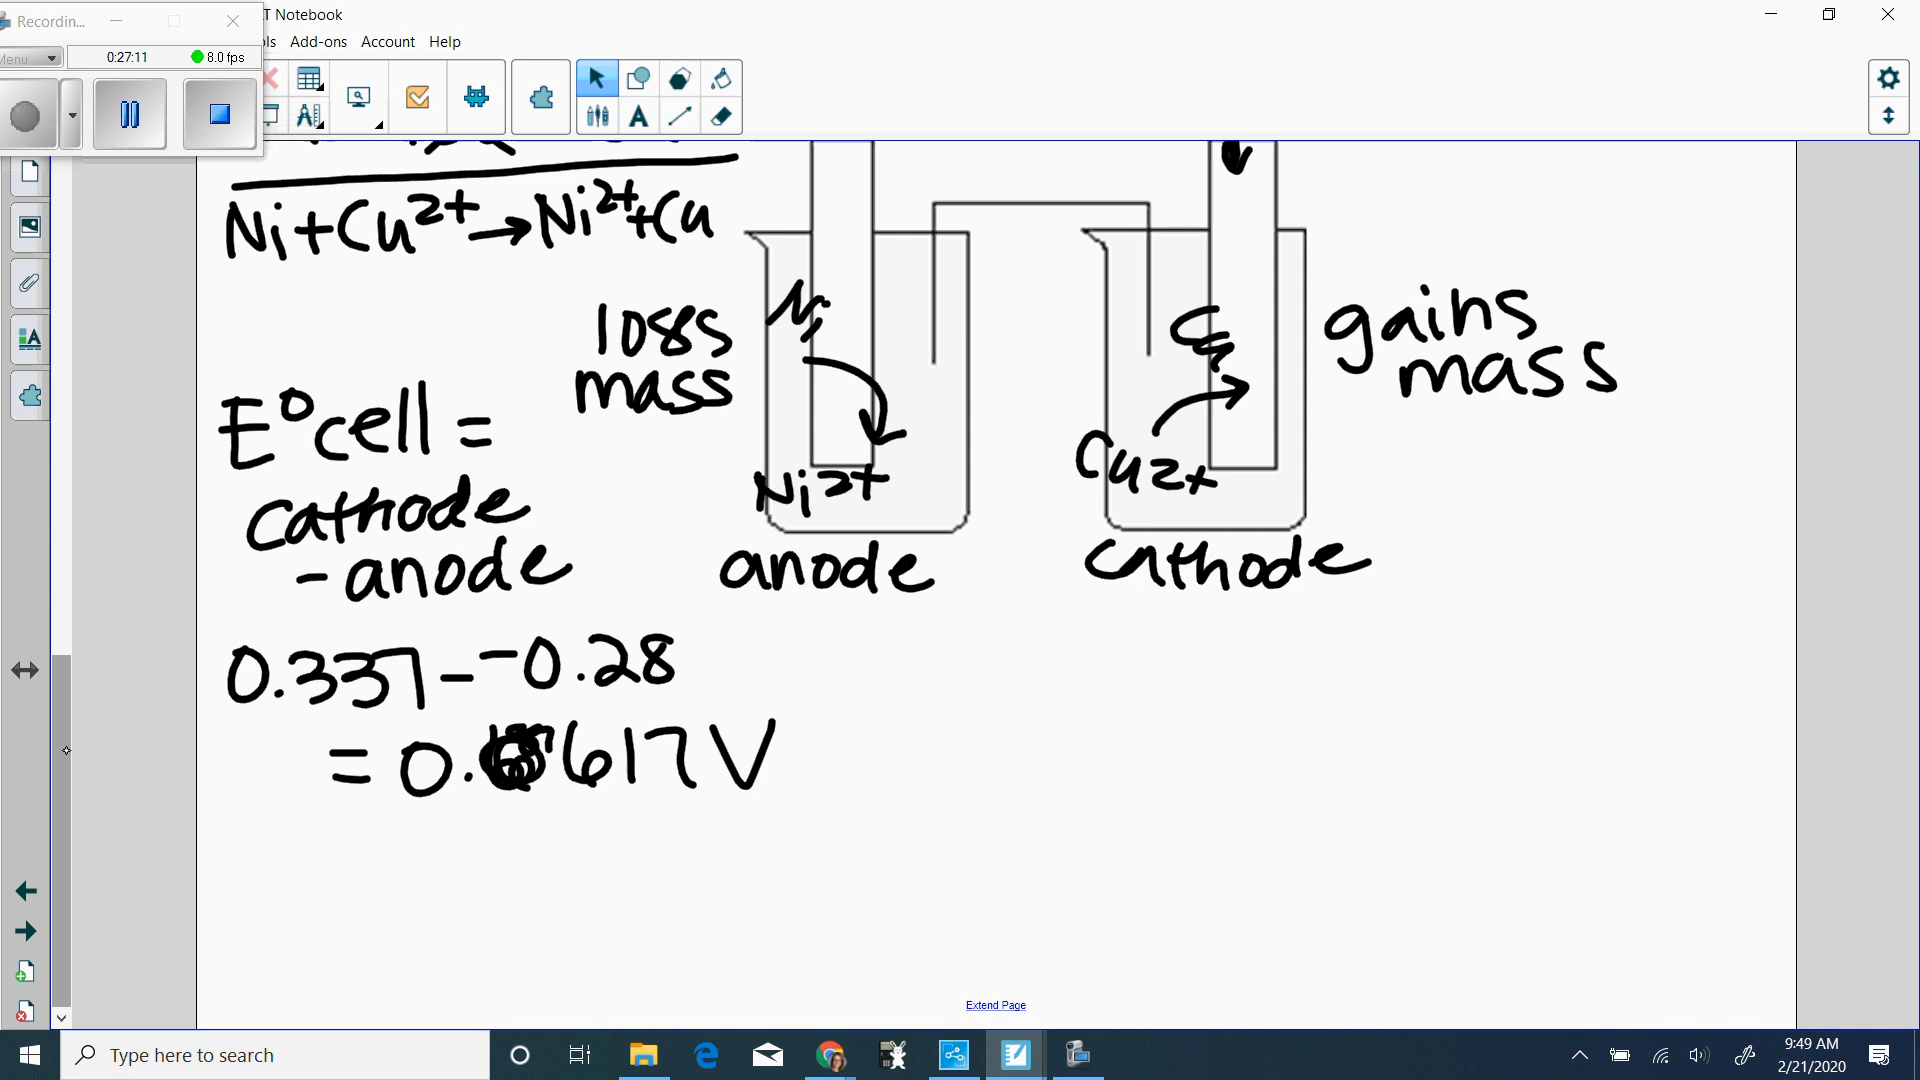 Recordin...
T Notebook
ls Add-ons Account Help
Menu
0:27:11
8.0 fps
Ni+Cu²⁺→Ni²⁺+Cu
Ni
loss
mass
Cu
gains
mass
E°cell =
cathode
-anode
Ni²⁺
Cu2+
anode
cathode
0.337--0.28
=0.617V
Extend Page
Type here to search
9:49 AM
2/21/2020